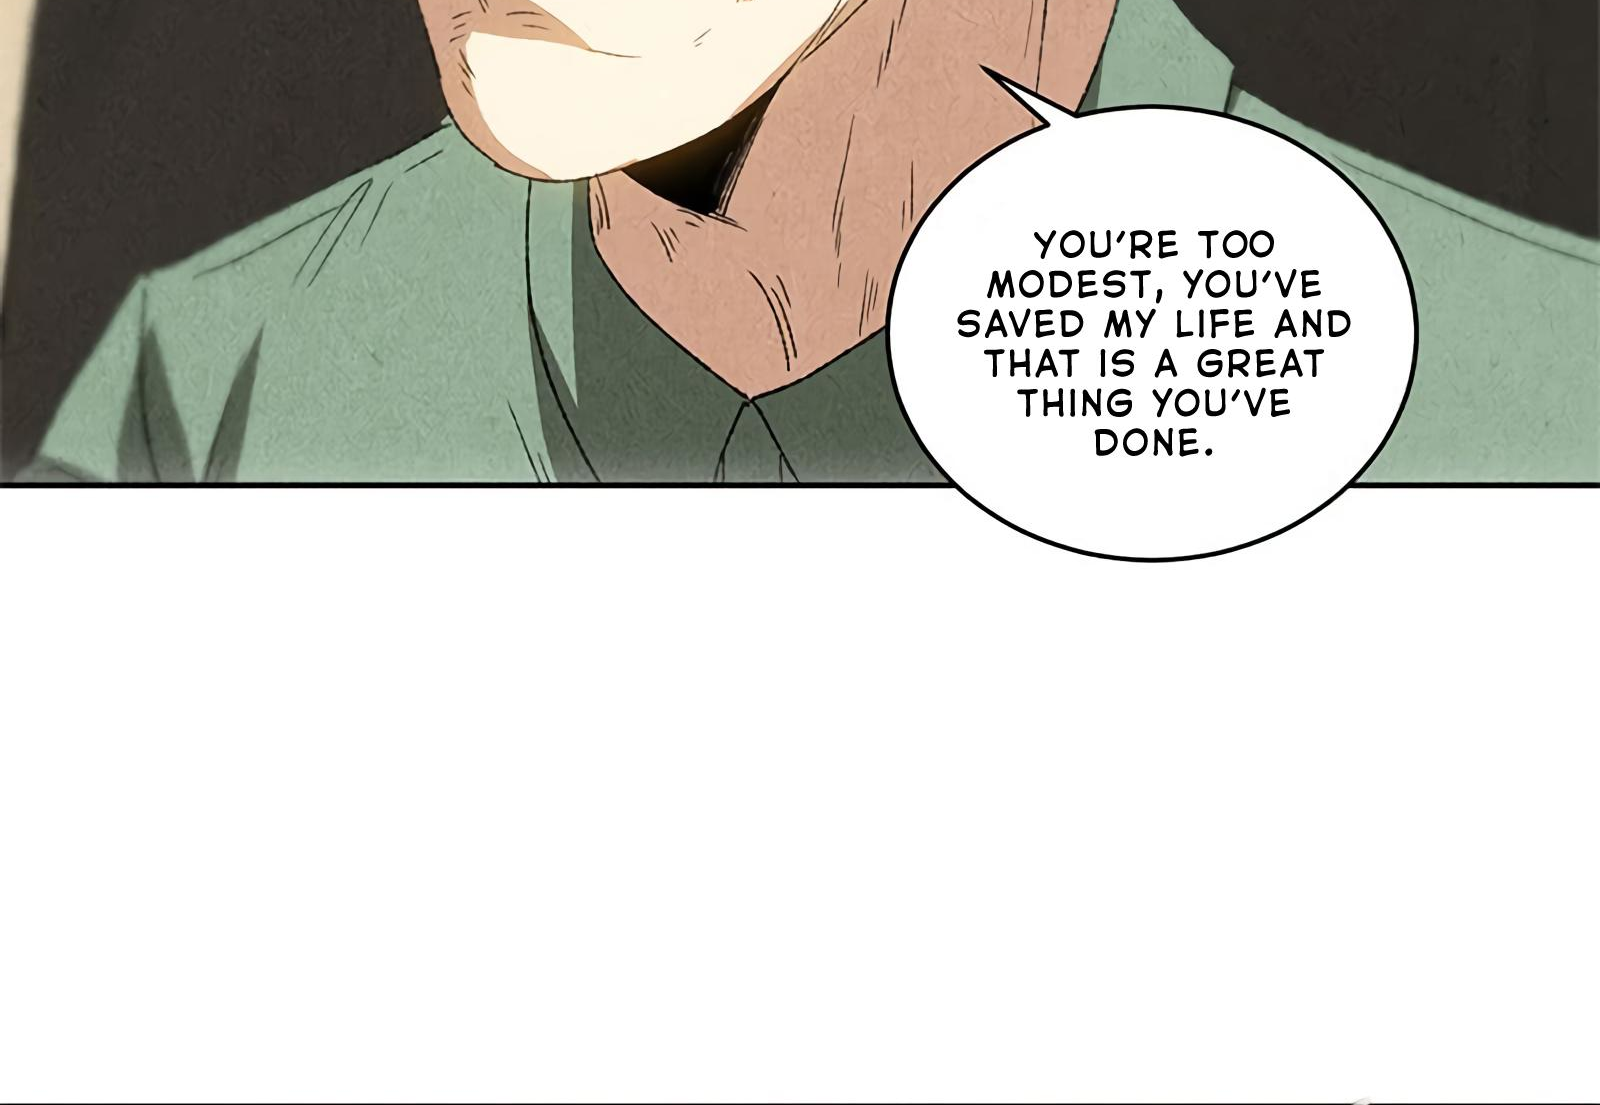 YOU'RE TOO
MODEST, YOU'VE
SAVED MY LIFE AND
THAT IS A GREAT
THING YOU'VE
DONE.